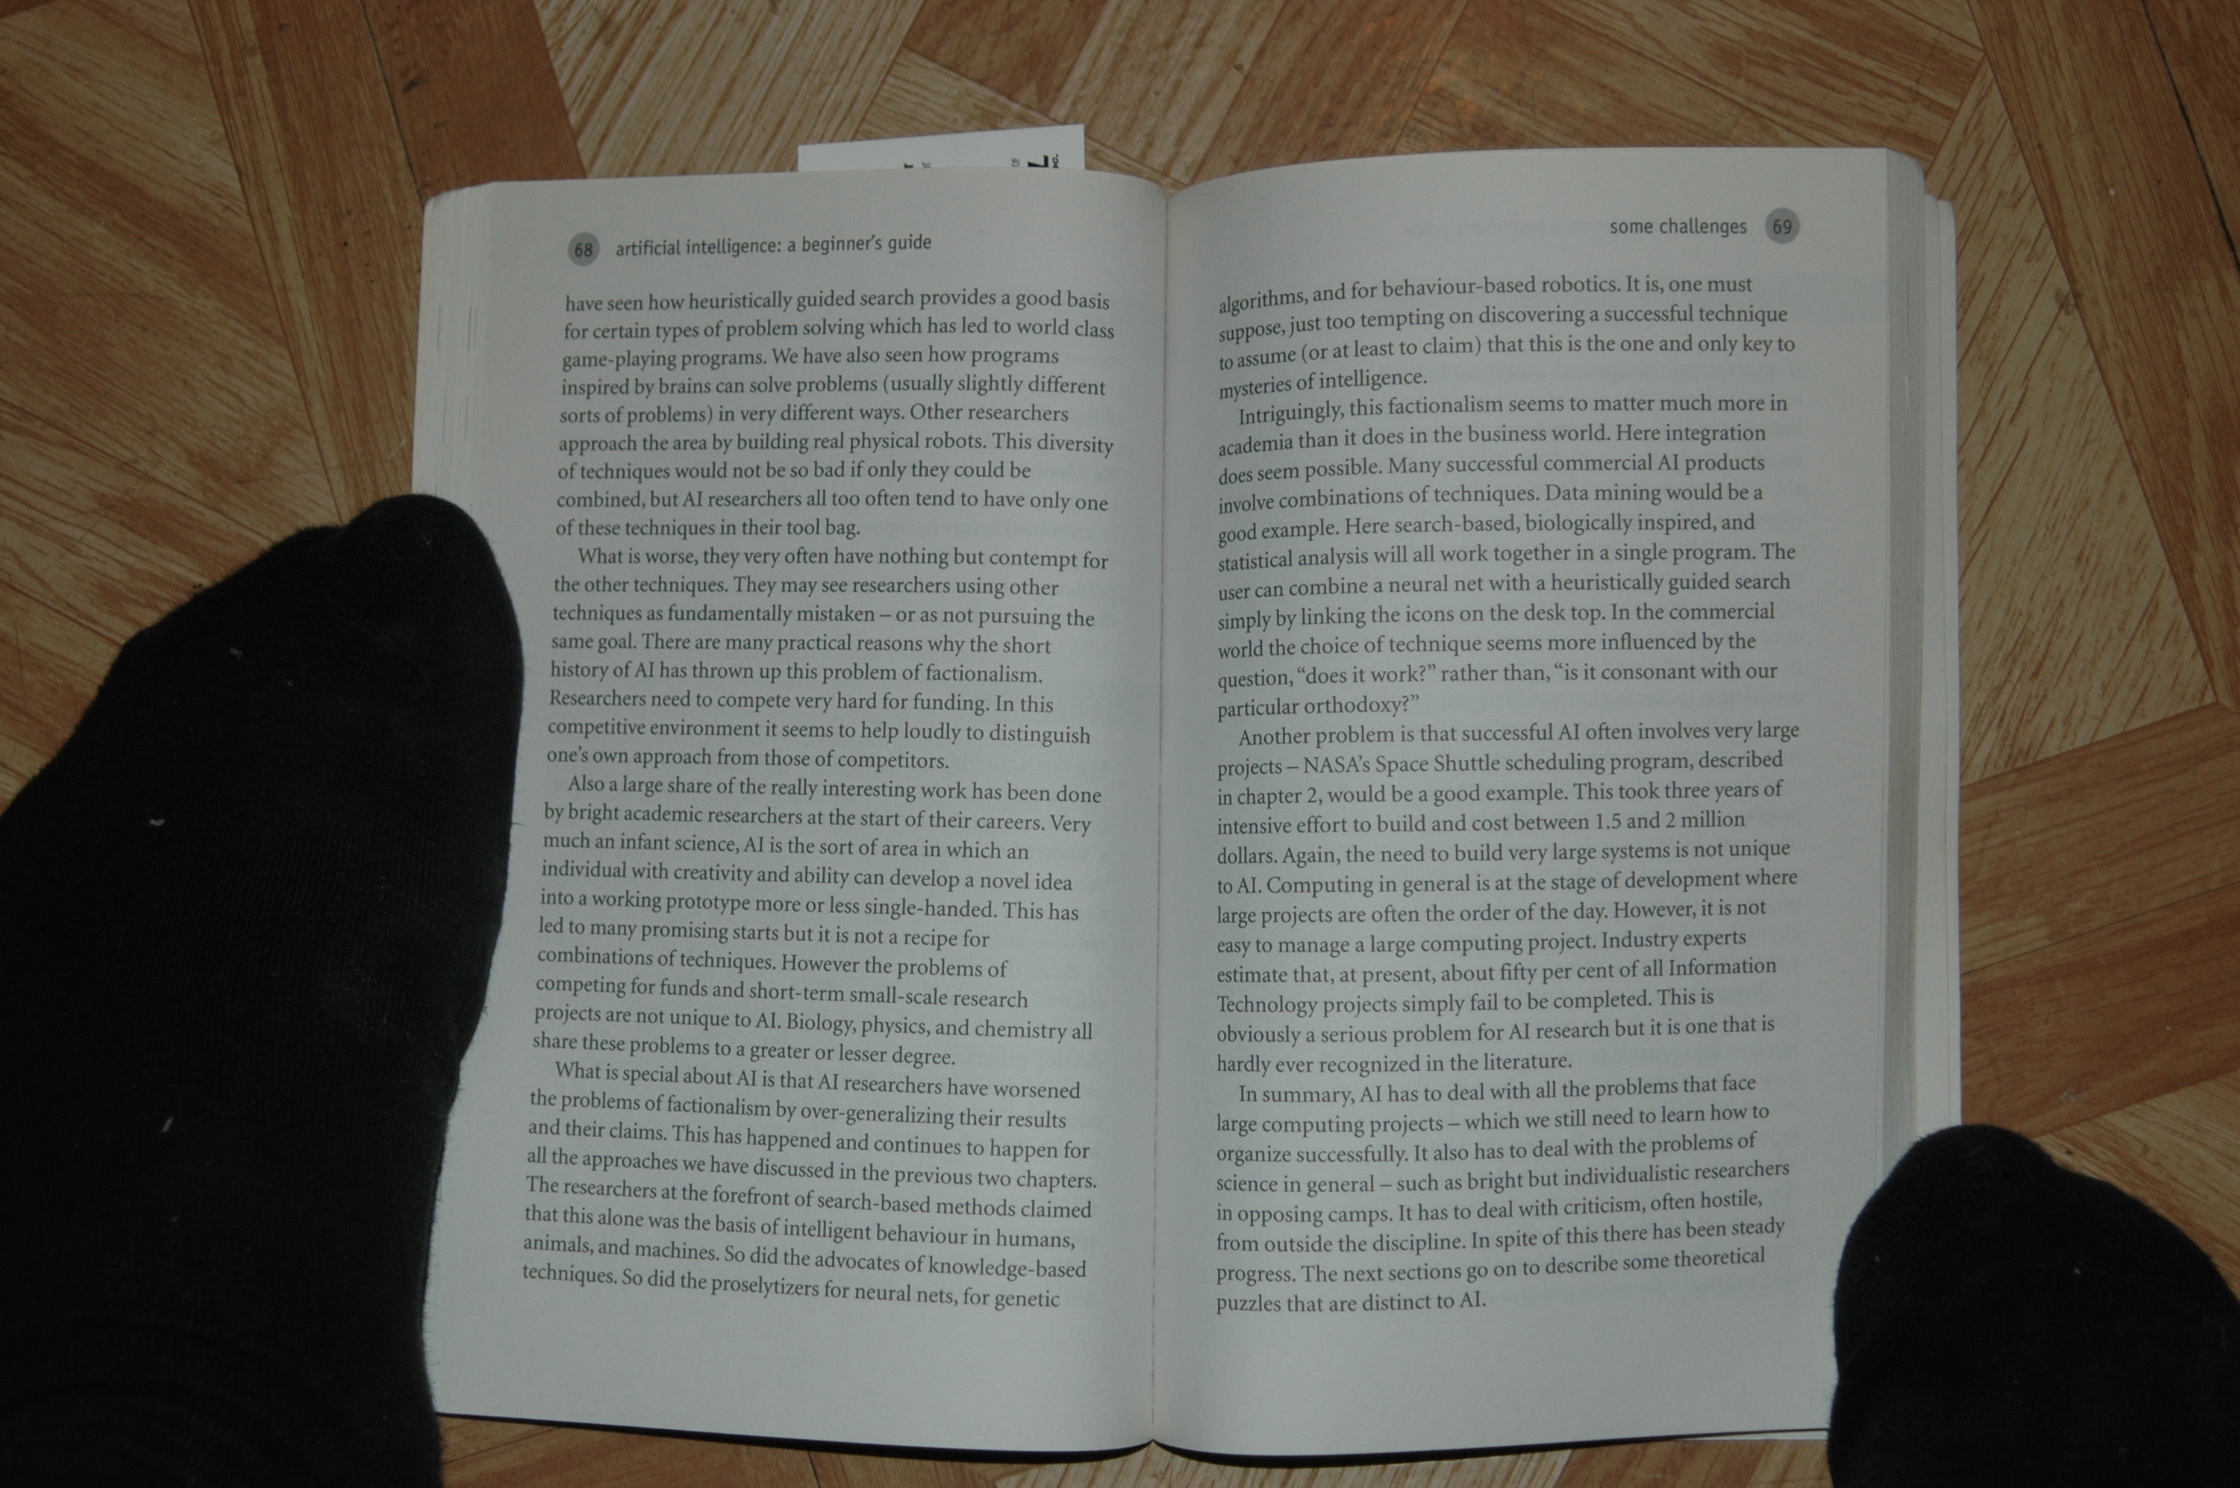 68 artificial intelligence: a beginner's guide
have seen how heuristically guided search provides a good basis
for certain types of problem solving which has led to world class
game-playing programs. We have also seen how programs
inspired by brains can solve problems (usually slightly different
sorts of problems) in very different ways. Other researchers
approach the area by building real physical robots. This diversity
of techniques would not be so bad if only they could be
combined, but AI researchers all too often tend to have only one
of these techniques in their tool bag.
What is worse, they very often have nothing but contempt for
the other techniques. They may see researchers using other
techniques as fundamentally mistaken – or as not pursuing the
same goal. There are many practical reasons why the short
history of AI has thrown up this problem of factionalism.
Researchers need to compete very hard for funding. In this
competitive environment it seems to help loudly to distinguish
one's own approach from those of competitors.
Also a large share of the really interesting work has been done
by bright academic researchers at the start of their careers. Very
much an infant science, AI is the sort of area in which an
individual with creativity and ability can develop a novel idea
into a working prototype more or less single-handed. This has
led to many promising starts but it is not a recipe for
combinations of techniques. However the problems of
competing for funds and short-term small-scale research
projects are not unique to AI. Biology, physics, and chemistry all
share these problems to a greater or lesser degree.
What is special about AI is that AI researchers have worsened
the problems of factionalism by over-generalizing their results
and their claims. This has happened and continues to happen for
all the approaches we have discussed in the previous two chapters.
The researchers at the forefront of search-based methods claimed
that this alone was the basis of intelligent behaviour in humans,
animals, and machines. So did the advocates of knowledge-based
techniques. So did the proselytizers for neural nets, for genetic
some challenges 69
algorithms, and for behaviour-based robotics. It is, one must
suppose, just too tempting on discovering a successful technique
to assume (or at least to claim) that this is the one and only key to
mysteries of intelligence.
Intriguingly, this factionalism seems to matter much more in
academia than it does in the business world. Here integration
does seem possible. Many successful commercial AI products
involve combinations of techniques. Data mining would be a
good example. Here search-based, biologically inspired, and
statistical analysis will all work together in a single program. The
user can combine a neural net with a heuristically guided search
simply by linking the icons on the desk top. In the commercial
world the choice of technique seems more influenced by the
question, “does it work?” rather than, “is it consonant with our
particular orthodoxy?”
Another problem is that successful AI often involves very large
projects – NASA's Space Shuttle scheduling program, described
in chapter 2, would be a good example. This took three years of
intensive effort to build and cost between 1.5 and 2 million
dollars. Again, the need to build very large systems is not unique
to AI. Computing in general is at the stage of development where
large projects are often the order of the day. However, it is not
easy to manage a large computing project. Industry experts
estimate that, at present, about fifty per cent of all Information
Technology projects simply fail to be completed. This is
obviously a serious problem for AI research but it is one that is
hardly ever recognized in the literature.
In summary, AI has to deal with all the problems that face
large computing projects – which we still need to learn how to
organize successfully. It also has to deal with the problems of
science in general – such as bright but individualistic researchers
in opposing camps. It has to deal with criticism, often hostile,
from outside the discipline. In spite of this there has been steady
progress. The next sections go on to describe some theoretical
puzzles that are distinct to AI.